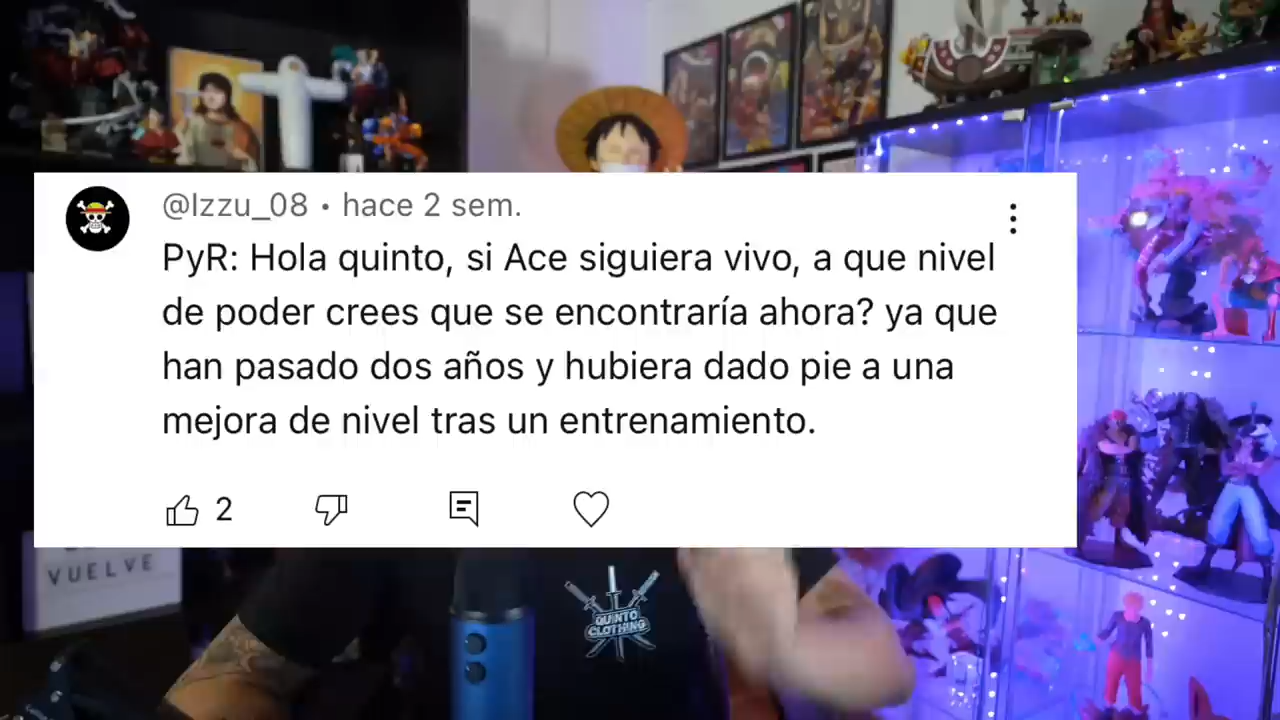 @Izzu_08 • hace 2 sem.
PyR: Hola quinto, si Ace siguiera vivo, a que nivel
de poder crees que se encontraría ahora? ya que
han pasado dos años y hubiera dado pie a una
mejora de nivel tras un entrenamiento.
2
VUELVE
QUINTO
CLOTHING